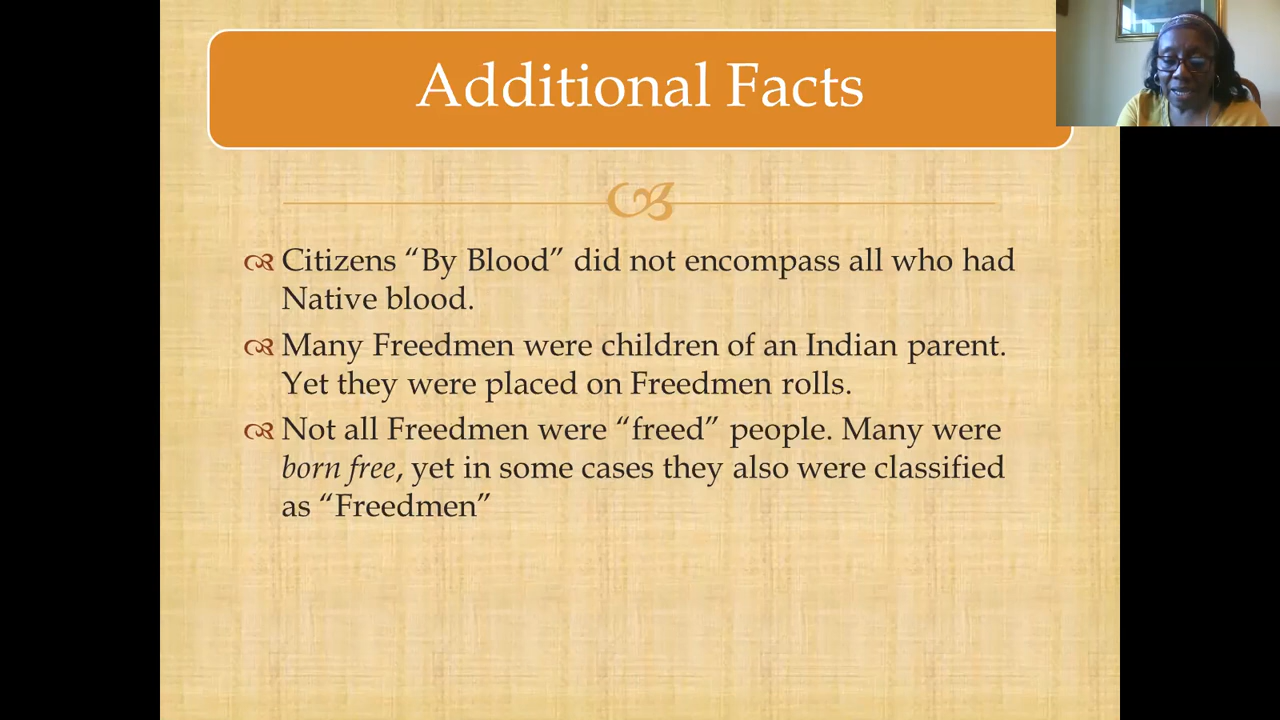 Additional Facts
Citizens “By Blood” did not encompass all who had
Native blood.
Many Freedmen were children of an Indian parent.
Yet they were placed on Freedmen rolls.
Not all Freedmen were “freed” people. Many were
born free, yet in some cases they also were classified
as “Freedmen”